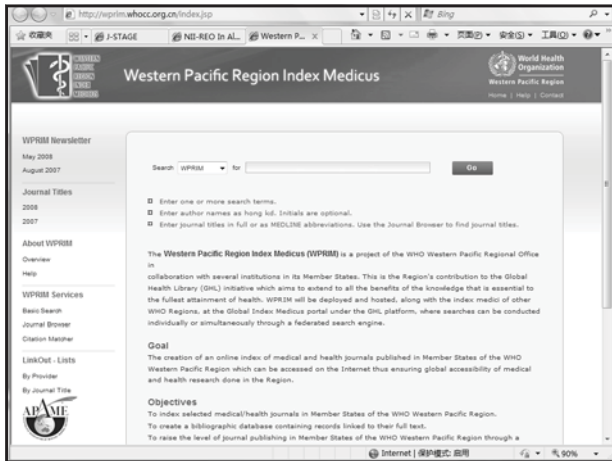 http://wprim.whocc.org.cn/index.jsp
Bing
收藏夹
J-STAGE
NII-REO In Al...
Western P...
页面(P)
安全(S)
工具(O)
WESTERN
PACIFIC
REGION
INDEX
MEDICUS
Western Pacific Region Index Medicus
World Health
Organization
Western Pacific Region
Home | Help | Contact
WPRIM Newsletter
May 2008
August 2007
Journal Titles
2008
2007
About WPRIM
Overview
Help
WPRIM Services
Basic Search
Journal Browser
Citation Matcher
LinkOut - Lists
By Provider
By Journal Title
APAME
Search WPRIM for Go
Enter one or more search terms.
Enter author names as hong kd. Initials are optional.
Enter journal titles in full or as MEDLINE abbreviations. Use the Journal Browser to find journal titles.
The Western Pacific Region Index Medicus (WPRIM) is a project of the WHO Western Pacific Regional Office
in
collaboration with several institutions in its Member States. This is the Region's contribution to the Global
Health Library (GHL) initiative which aims to extend to all the benefits of the knowledge that is essential to
the fullest attainment of health. WPRIM will be deployed and hosted, along with the index medici of other
WHO Regions, at the Global Index Medicus portal under the GHL platform, where searches can be conducted
individually or simultaneously through a federated search engine.
Goal
The creation of an online index of medical and health journals published in Member States of the WHO
Western Pacific Region which can be accessed on the Internet thus ensuring global accessibility of medical
and health research done in the Region.
Objectives
To index selected medical/health journals in Member States of the WHO Western Pacific Region.
To create a bibliographic database containing records linked to their full text.
To raise the level of journal publishing in Member States of the WHO Western Pacific Region through a
Internet | 保护模式: 启用
90%